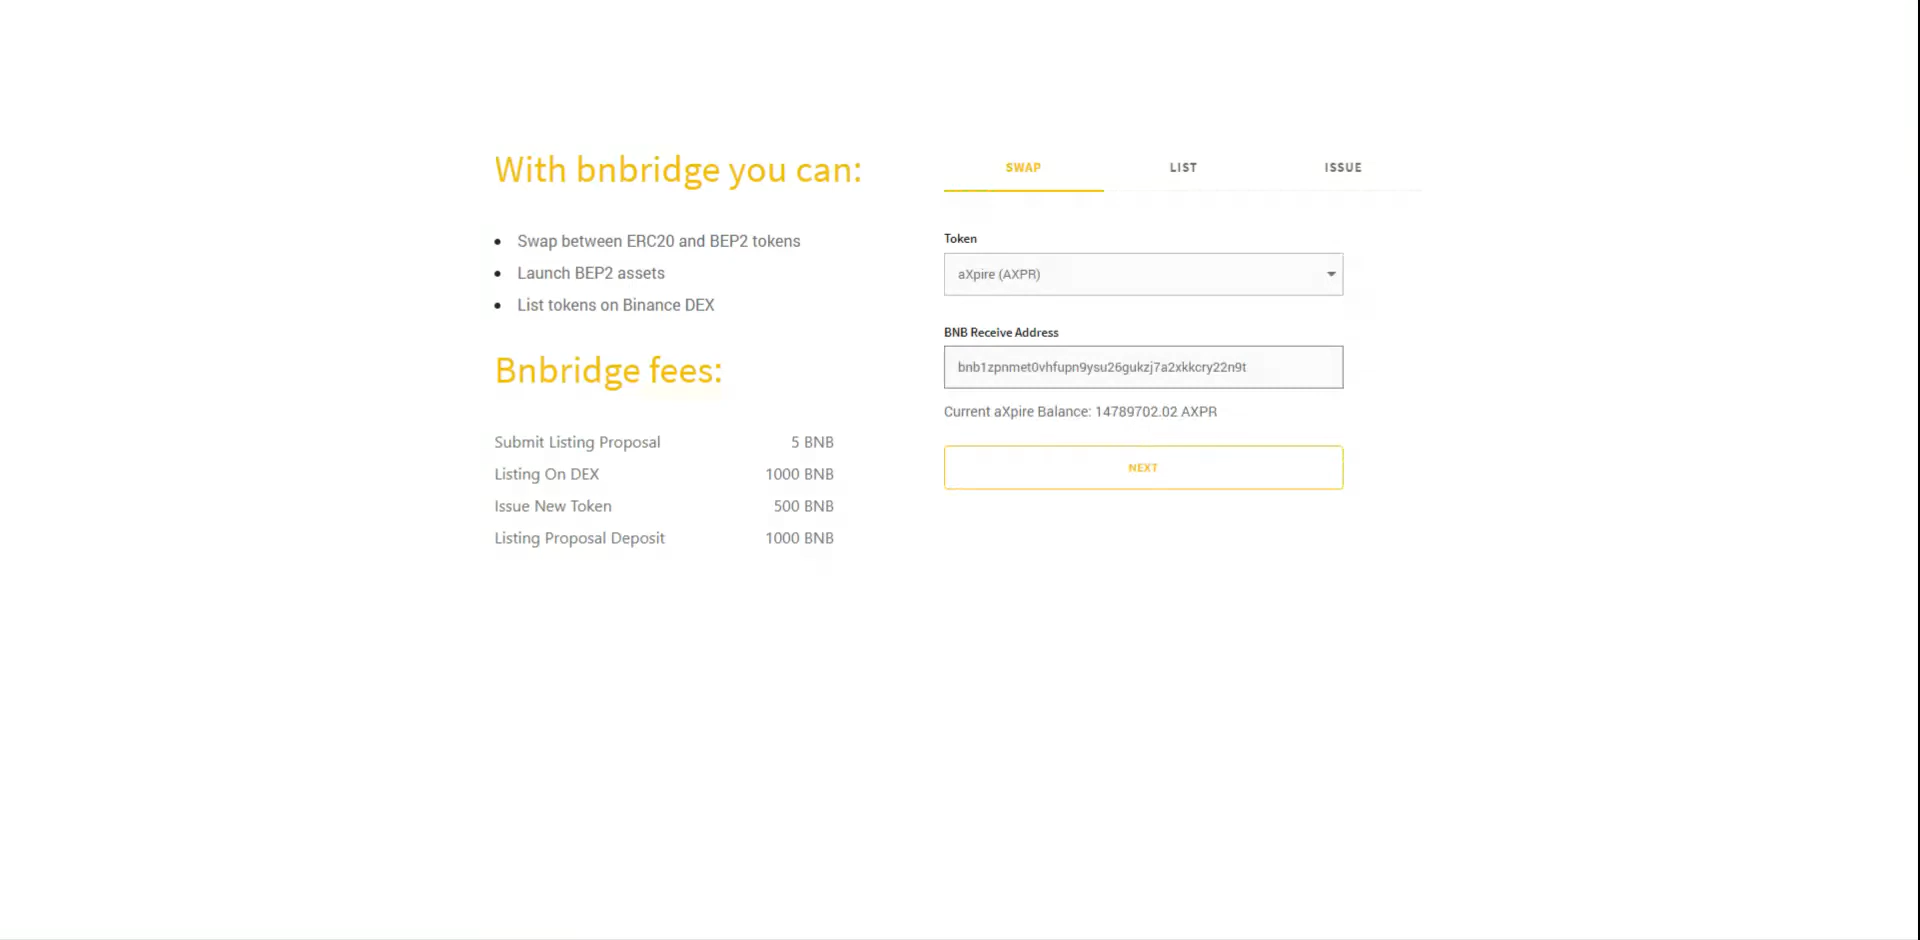 With bnbridge you can:
Swap between ERC20 and BEP2 tokens
Launch BEP2 assets
List tokens on Binance DEX
Bnbridge fees:
Submit Listing Proposal 5 BNB
Listing On DEX 1000 BNB
Issue New Token 500 BNB
Listing Proposal Deposit 1000 BNB
SWAP LIST ISSUE
Token
aXpire (AXPR)
BNB Receive Address
bnb1zpnmet0vhfupn9ysu26gukzj7a2xkkcry22n9t
Current aXpire Balance: 14789702.02 AXPR
NEXT